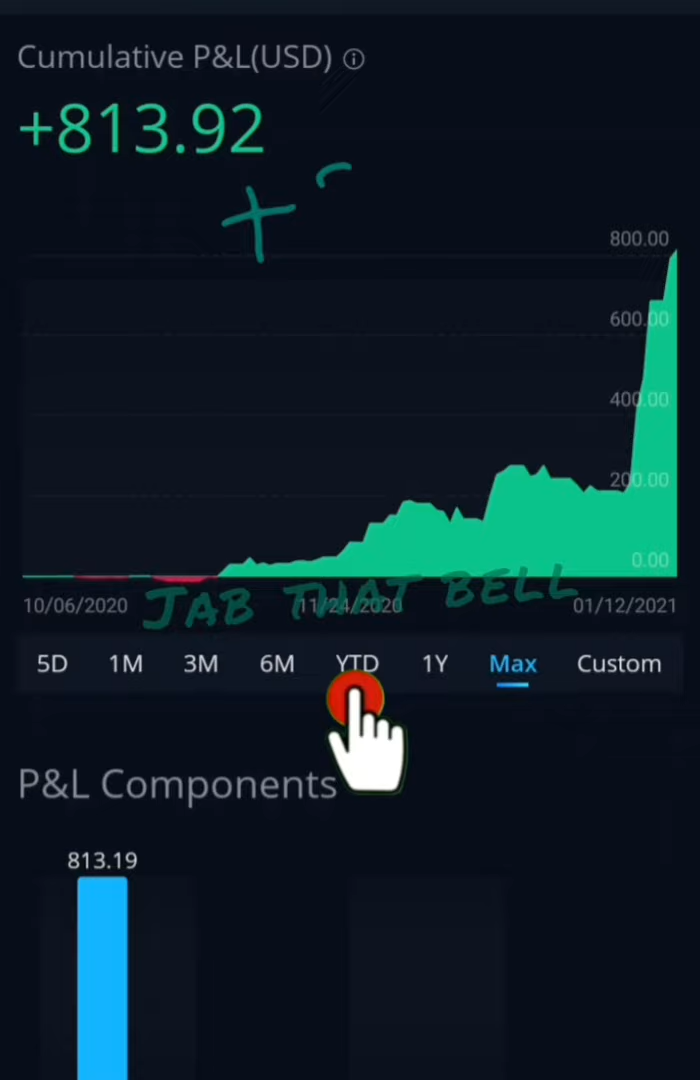 Cumulative P&L(USD)
+813.92
+
800.00
600.00
400.00
200.00
0.00
10/06/2020 11/24/2020 01/12/2021
JAB THAT BELL
5D 1M 3M 6M YTD 1Y Max Custom
P&L Components
813.19